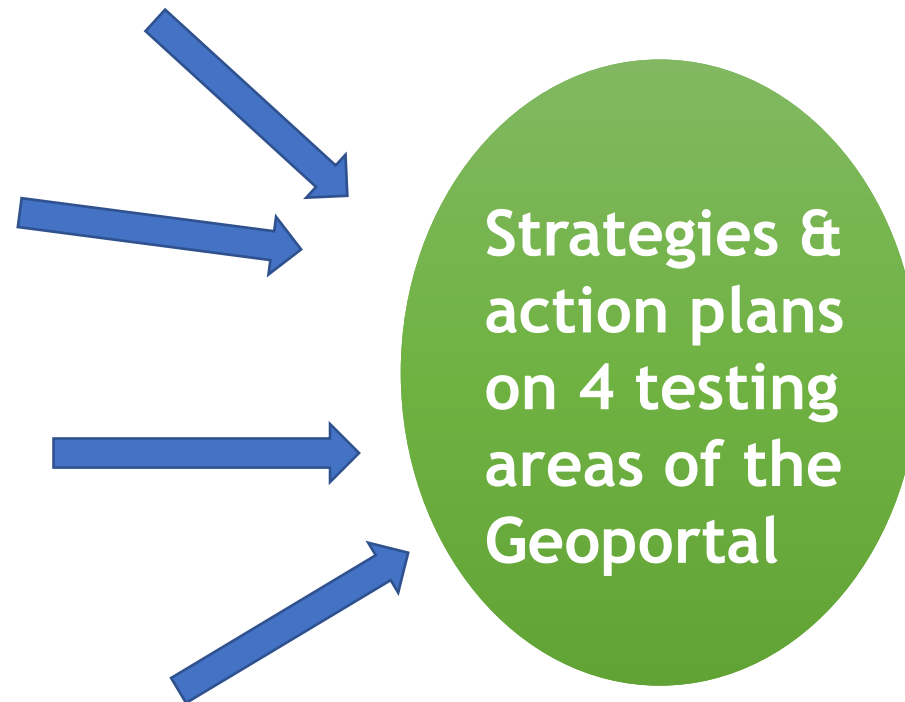 Strategies &
action plans
on 4 testing
areas of the
Geoportal